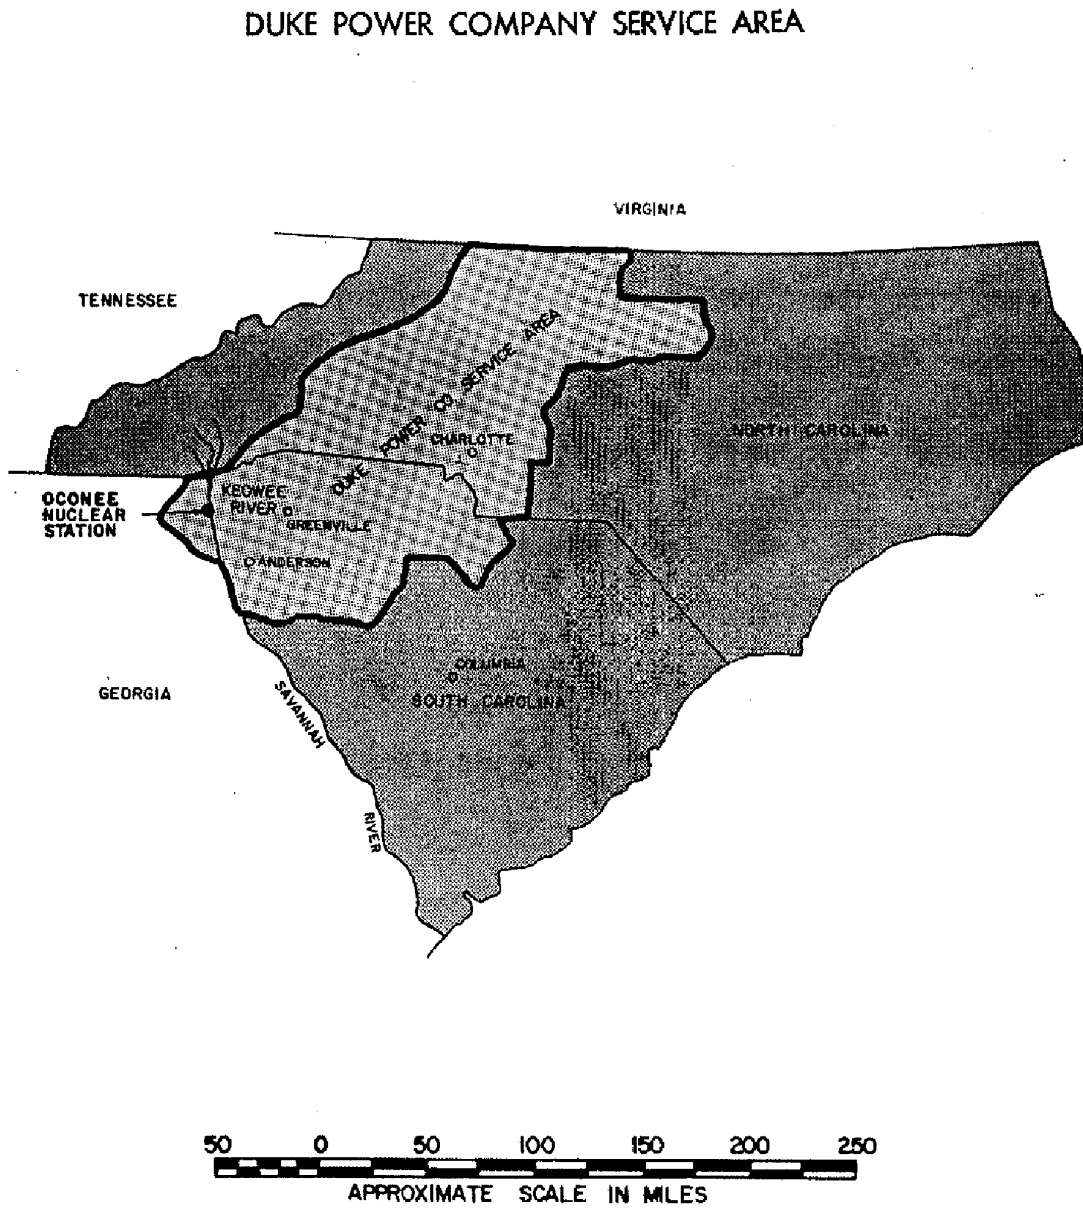 DUKE POWER COMPANY SERVICE AREA
VIRGINIA
TENNESSEE
DUKE POWER CO. SERVICE AREA
CHARLOTTE
NORTH CAROLINA
OCONEE
NUCLEAR
STATION
KEOWEE
RIVER
GREENVILLE
ANDERSON
COLUMBIA
SOUTH CAROLINA
GEORGIA
SAVANNAH
RIVER
50 0 50 100 150 200 250
APPROXIMATE SCALE IN MILES